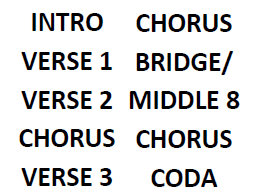 INTRO
VERSE 1
VERSE 2
CHORUS
VERSE 3
CHORUS
BRIDGE/
MIDDLE 8
CHORUS
CODA